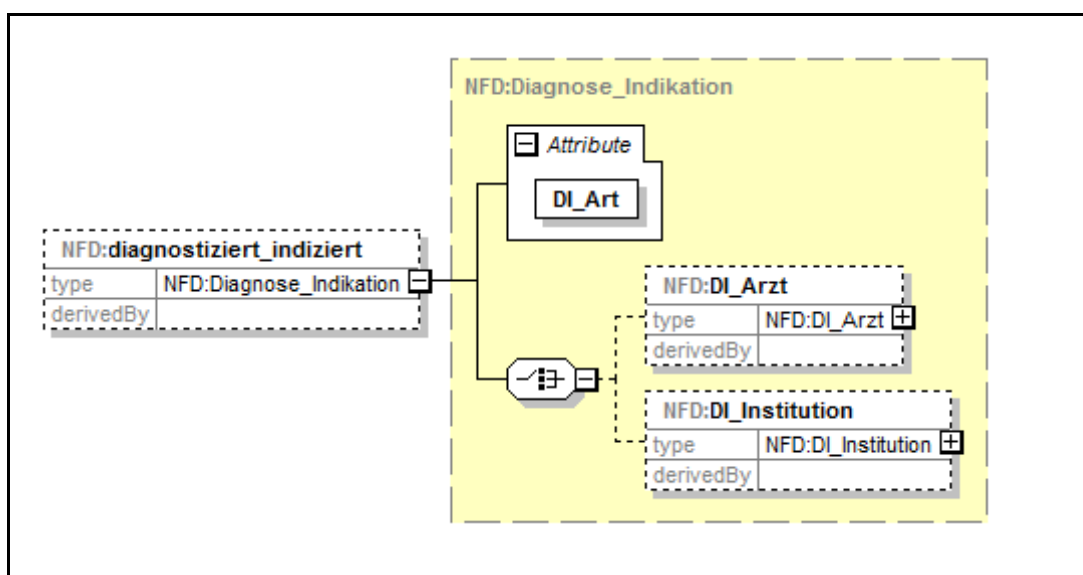 NFD:Diagnose_Indikation
Attribute
DI_Art
NFD:diagnostiziert_indiziert
type NFD:Diagnose_Indikation
derivedBy
NFD:DI_Arzt
type NFD:DI_Arzt
derivedBy
NFD:DI_Institution
type NFD:DI_Institution
derivedBy